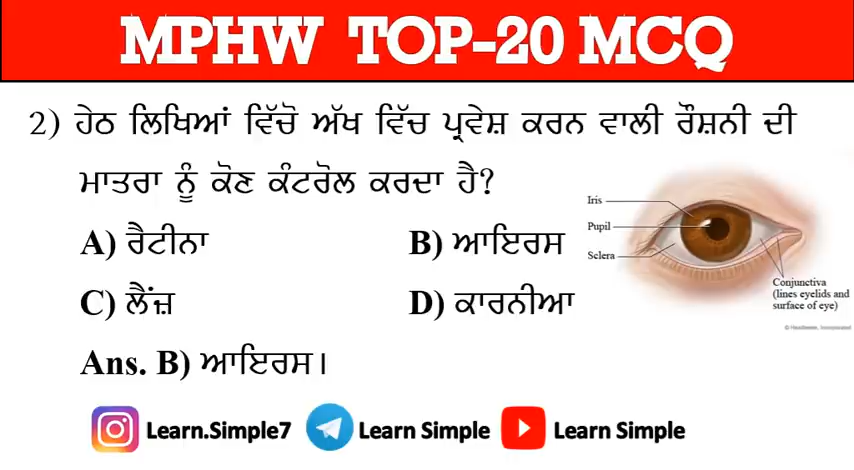 MPHW TOP-20 MCQ
2) ਹੇਠ ਲਿਖਿਆਂ ਵਿੱਚੋ ਅੱਖ ਵਿੱਚ ਪ੍ਰਵੇਸ਼ ਕਰਨ ਵਾਲੀ ਰੌਸ਼ਨੀ ਦੀ
ਮਾਤਰਾ ਨੂੰ ਕੋਣ ਕੰਟਰੋਲ ਕਰਦਾ ਹੈ?
Iris
Pupil
Sclera
Conjunctiva
(lines eyelids and
surface of eye)
A) ਰੈਟੀਨਾ B) ਆਇਰਸ
C) ਲੈਂਜ਼ D) ਕਾਰਨੀਆ
Ans. B) ਆਇਰਸ।
Learn.Simple7 Learn Simple Learn Simple